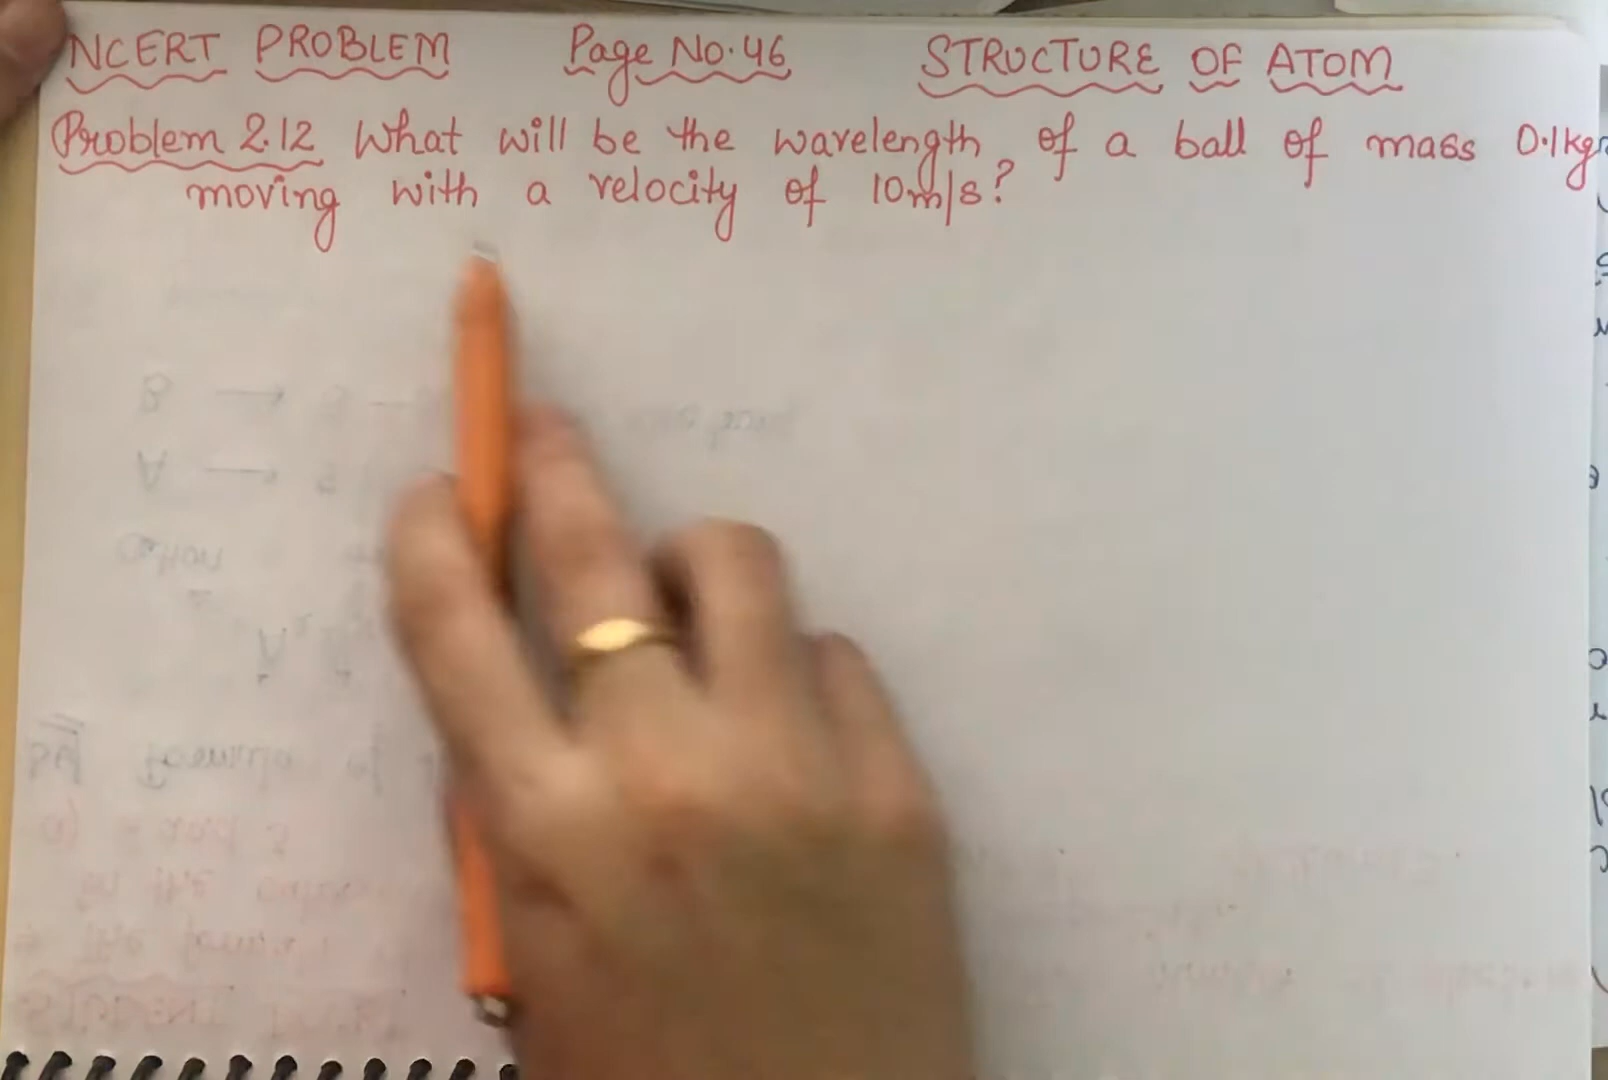 NCERT PROBLEM Page No.46 STRUCTURE OF ATOM
Problem 2.12 What will be the wavelength of a ball of mass 0.1kg
moving with a velocity of 10m/s?